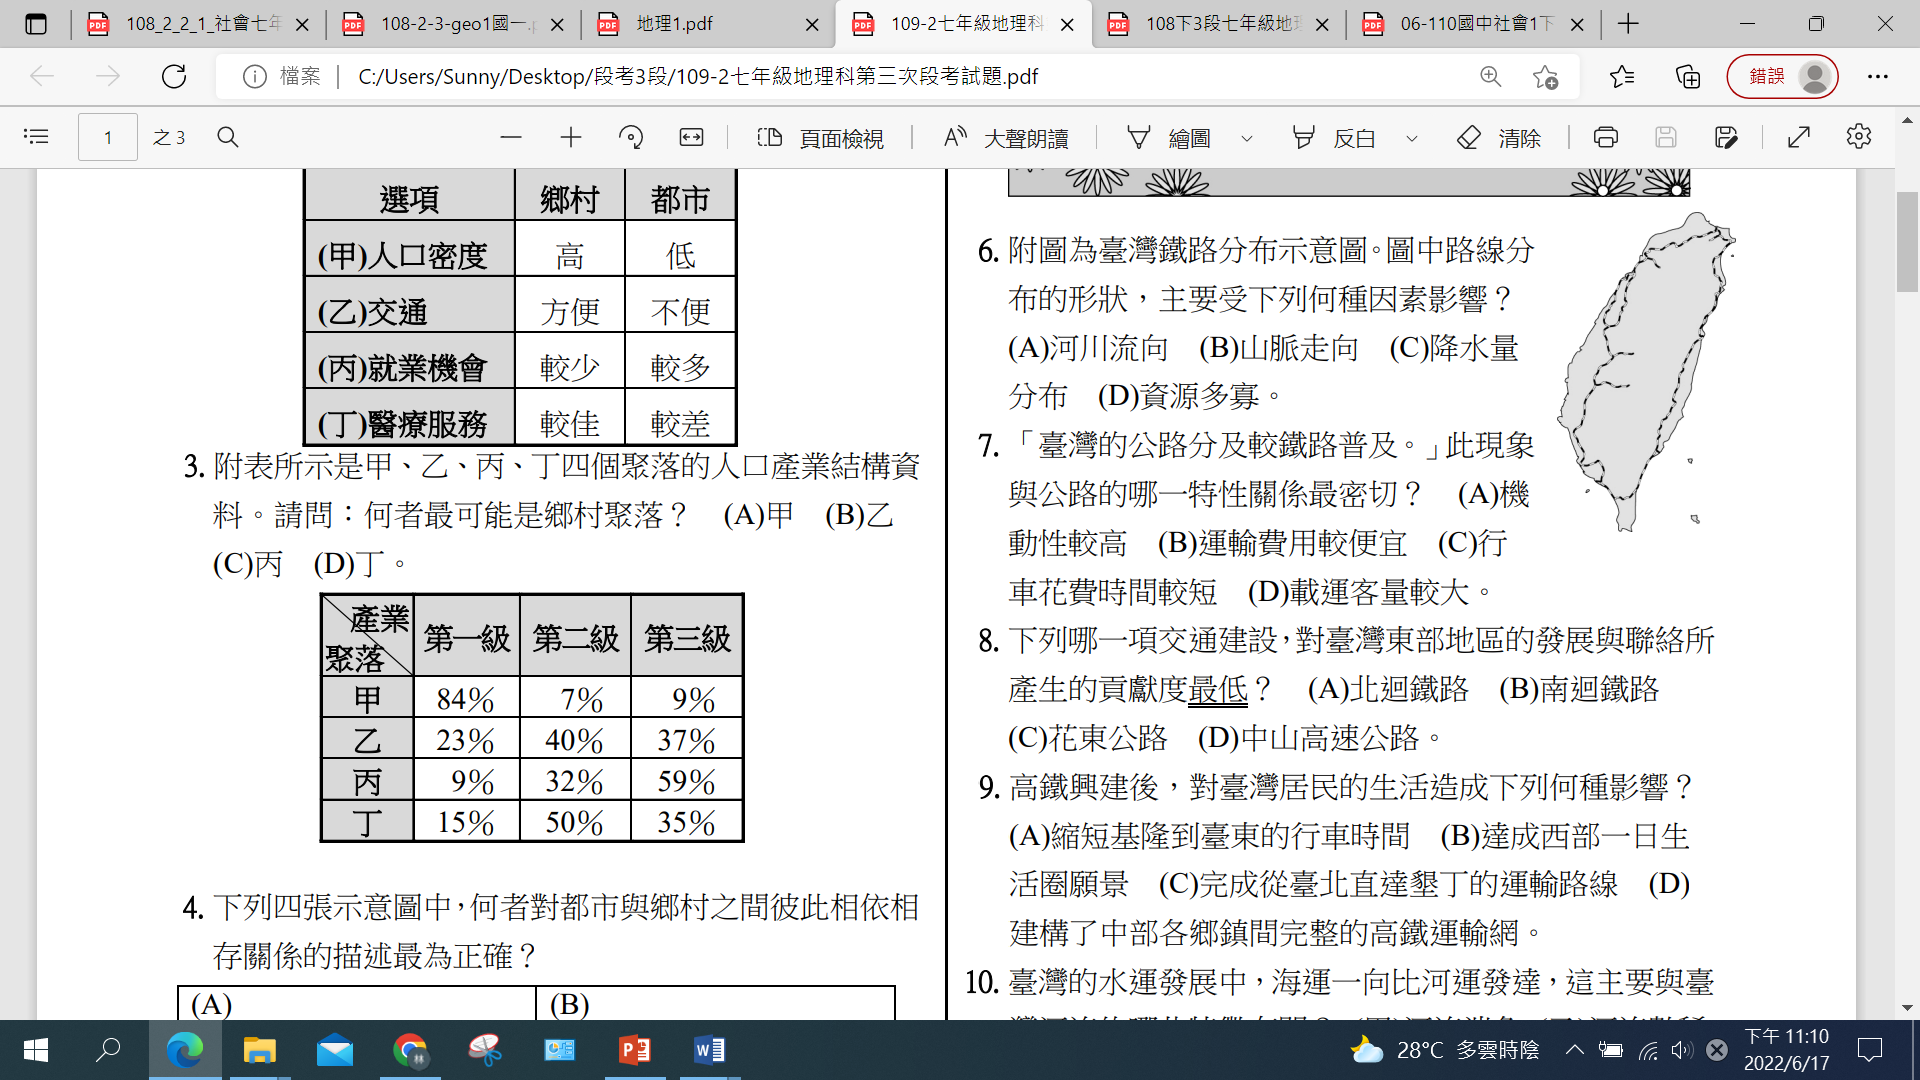 108_2_2_1_社會七年
108-2-3-geo1國一.p
地理1.pdf
109-2七年級地理科
108下3段七年級地理
06-110國中社會1下
檔案
C:/Users/Sunny/Desktop/段考3段/109-2七年級地理科第三次段考試題.pdf
錯誤
1 之 3
頁面檢視
大聲朗讀
繪圖
反白
清除
選項 鄉村 都市
(甲)人口密度 高 低
(乙)交通 方便 不便
(丙)就業機會 較少 較多
(丁)醫療服務 較佳 較差
3. 附表所示是甲、乙、丙、丁四個聚落的人口產業結構資
料。請問：何者最可能是鄉村聚落？ (A)甲 (B)乙
(C)丙 (D)丁。
產業
聚落
第一級 第二級 第三級
甲 84% 7% 9%
乙 23% 40% 37%
丙 9% 32% 59%
丁 15% 50% 35%
4. 下列四張示意圖中，何者對都市與鄉村之間彼此相依相
存關係的描述最為正確？
(A) (B)
6. 附圖為臺灣鐵路分布示意圖。圖中路線分
布的形狀，主要受下列何種因素影響？
(A)河川流向 (B)山脈走向 (C)降水量
分布 (D)資源多寡。
7. 「臺灣的公路分及較鐵路普及。」此現象
與公路的哪一特性關係最密切？ (A)機
動性較高 (B)運輸費用較便宜 (C)行
車花費時間較短 (D)載運客量較大。
8. 下列哪一項交通建設，對臺灣東部地區的發展與聯絡所
產生的貢獻度最低？ (A)北迴鐵路 (B)南迴鐵路
(C)花東公路 (D)中山高速公路。
9. 高鐵興建後，對臺灣居民的生活造成下列何種影響？
(A)縮短基隆到臺東的行車時間 (B)達成西部一日生
活圈願景 (C)完成從臺北直達墾丁的運輸路線 (D)
建構了中部各鄉鎮間完整的高鐵運輸網。
10. 臺灣的水運發展中，海運一向比河運發達，這主要與臺
28°C 多雲時陰
下午 11:10
2022/6/17